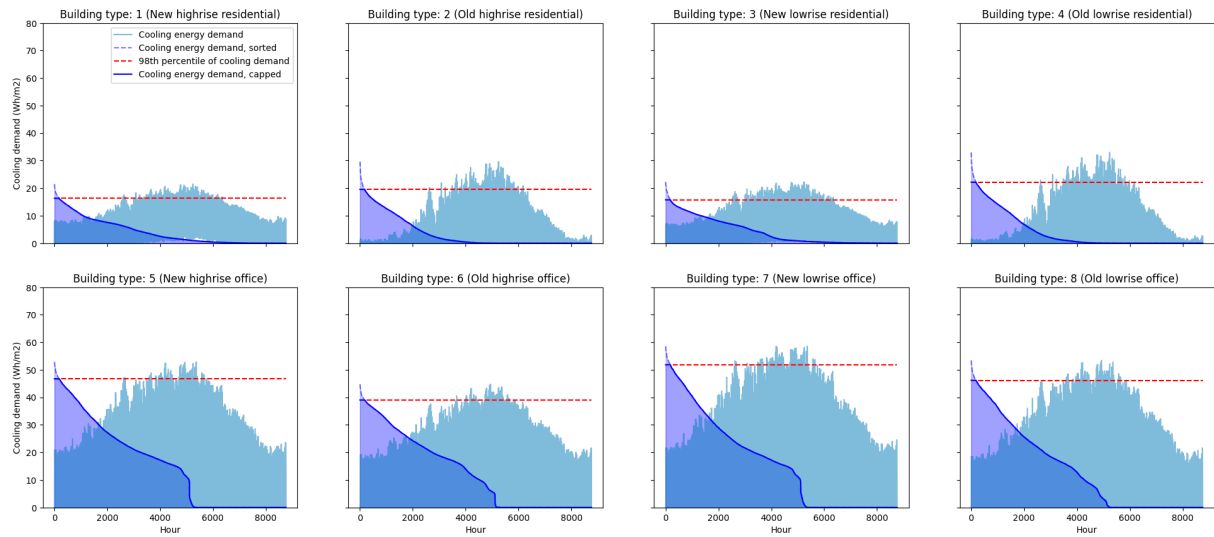 Building type: 1 (New highrise residential)
Building type: 2 (Old highrise residential)
Building type: 3 (New lowrise residential)
Building type: 4 (Old lowrise residential)
80
70
60
50
40
30
20
10
0
Cooling demand (Wh/m2)
Cooling energy demand
Cooling energy demand, sorted
98th percentile of cooling demand
Cooling energy demand, capped
Building type: 5 (New highrise office)
Building type: 6 (Old highrise office)
Building type: 7 (New lowrise office)
Building type: 8 (Old lowrise office)
80
70
60
50
40
30
20
10
0
Cooling demand (Wh/m2)
0 2000 4000 6000 8000
Hour
0 2000 4000 6000 8000
Hour
0 2000 4000 6000 8000
Hour
0 2000 4000 6000 8000
Hour